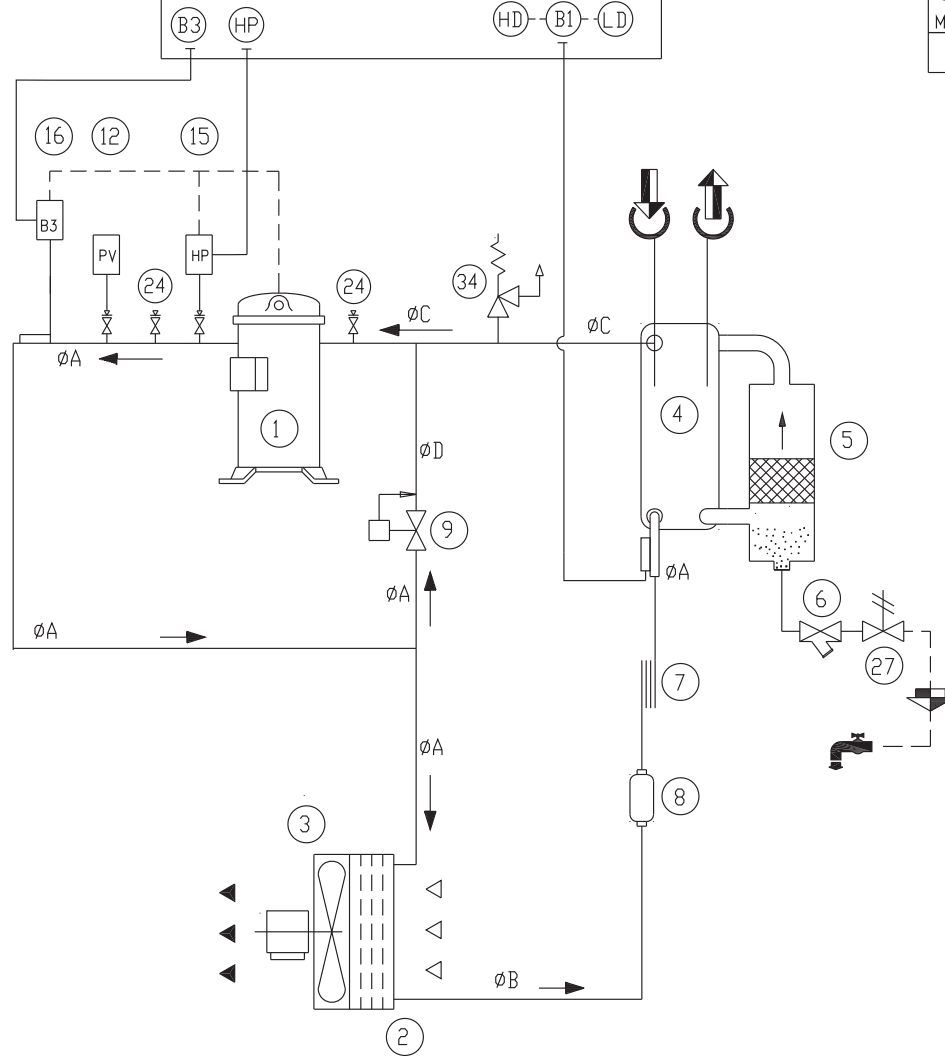 B3 HP HD B1 LD
M
16 12 15
B3
PV HP
24 24 34
ØC ØC
ØA
1 4 5
ØD
9
ØA ØA
6
ØA
27
7
ØA
8
3
ØB
2